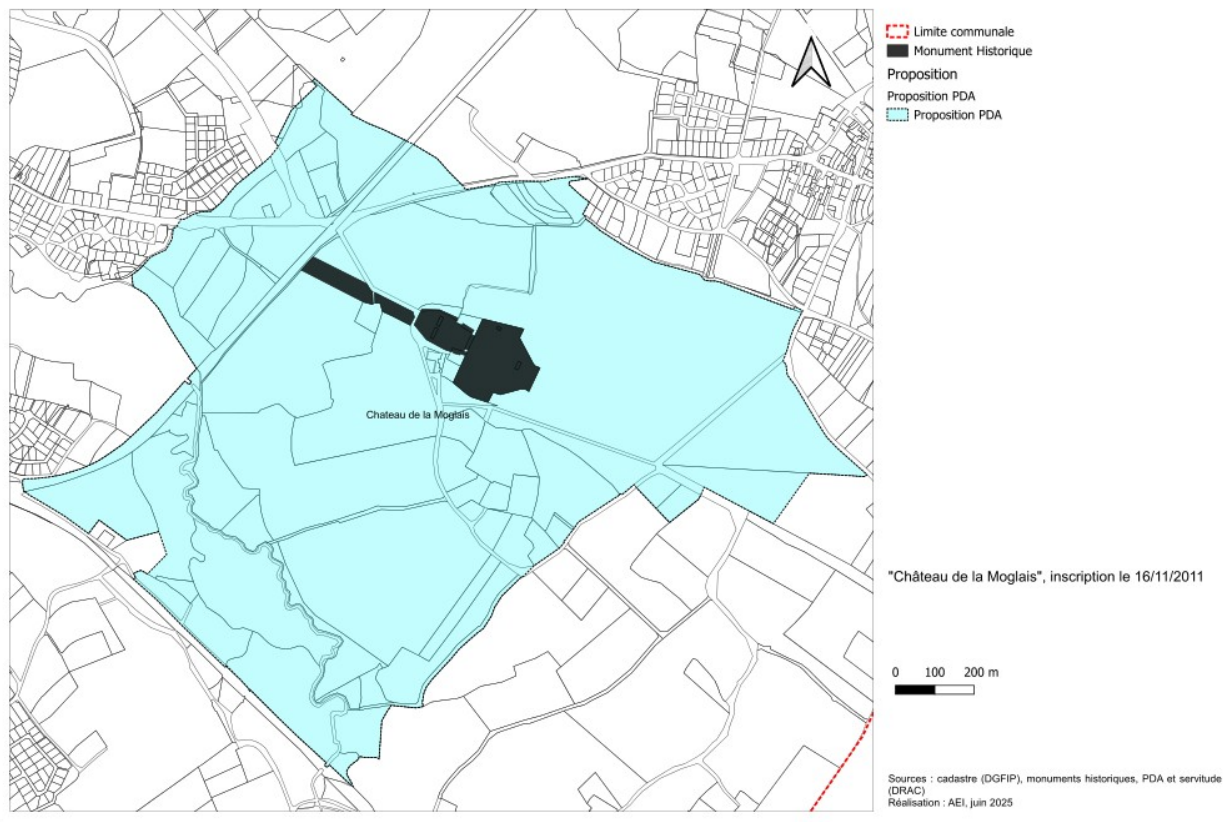 Limite communale
Monument Historique
Proposition
Proposition PDA
Proposition PDA
Chateau de la Moglais
"Château de la Moglais", inscription le 16/11/2011
0 100 200 m
Sources : cadastre (DGFIP), monuments historiques, PDA et servitude
(DRAC)
Réalisation : AEI, juin 2025